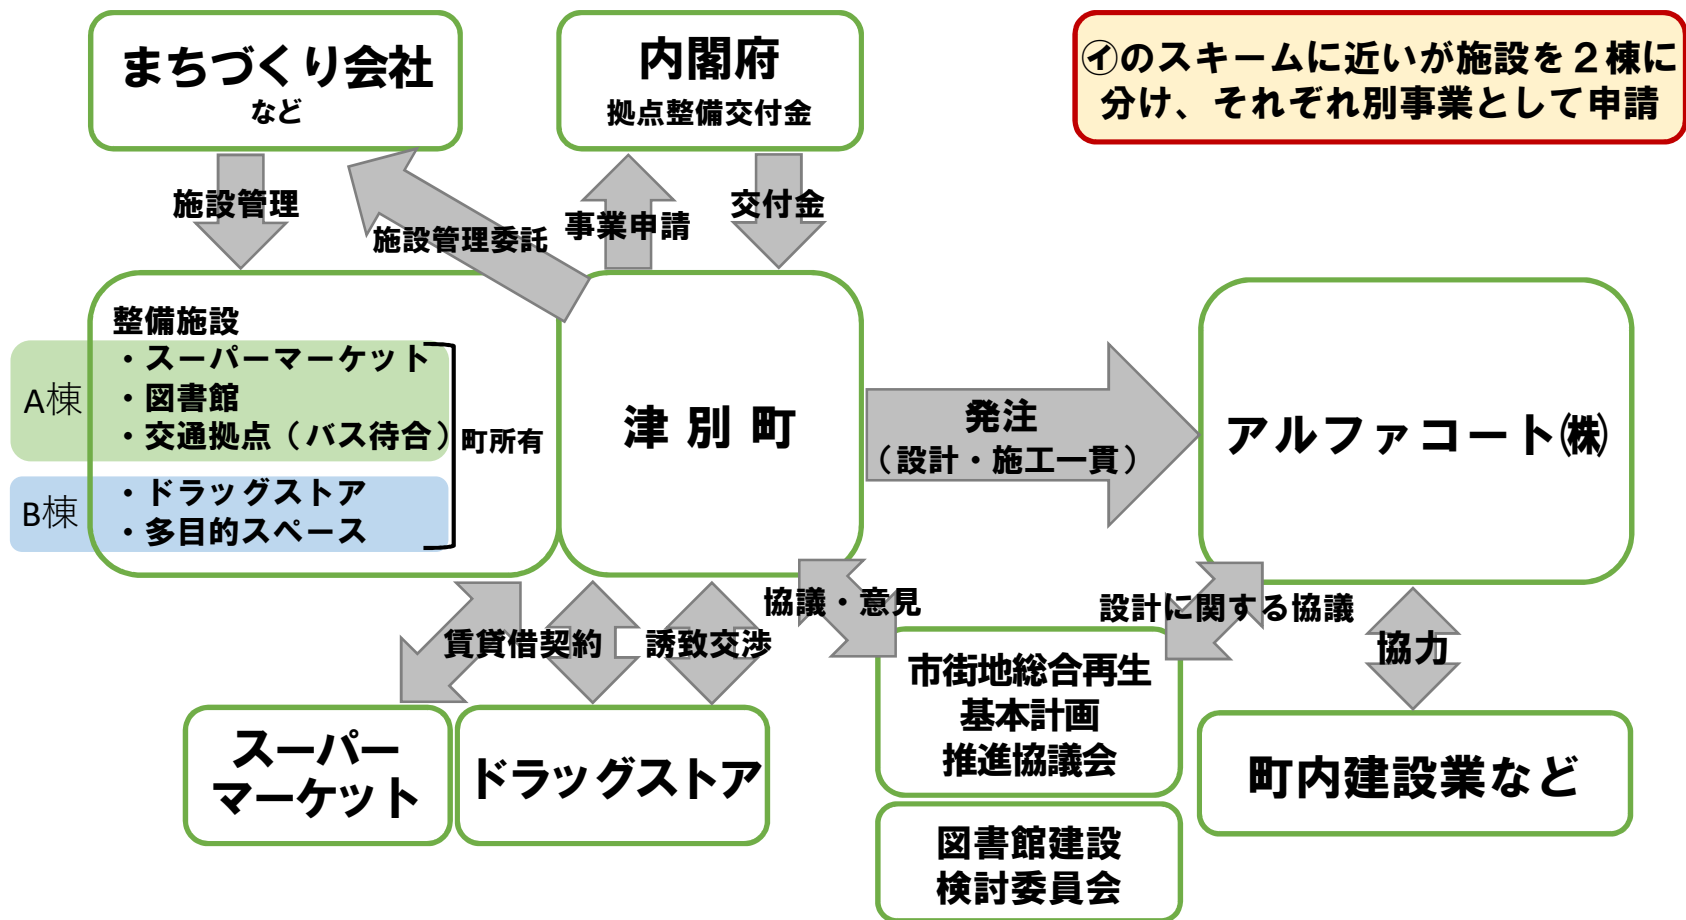 まちづくり会社
など
内閣府
拠点整備交付金
㋑のスキームに近いが施設を２棟に
分け、それぞれ別事業として申請
施設管理
施設管理委託
事業申請
交付金
整備施設
・スーパーマーケット
・図書館
・交通拠点（バス待合）
A棟
町所有
・ドラッグストア
・多目的スペース
B棟
津別町
発注
（設計・施工一貫）
アルファコート㈱
賃貸借契約
誘致交渉
協議・意見
設計に関する協議
協力
スーパー
マーケット
ドラッグストア
市街地総合再生
基本計画
推進協議会
図書館建設
検討委員会
町内建設業など